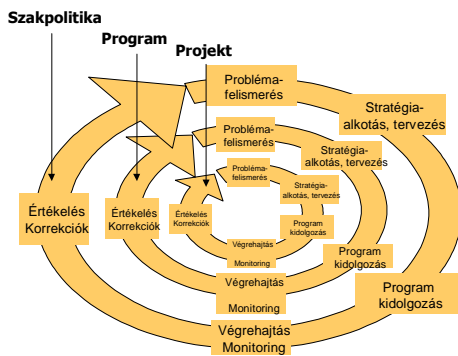 Szakpolitika
Program
Projekt
Probléma-
felismerés
Stratégia-
alkotás, tervezés
Program
kidolgozás
Végrehajtás
Monitoring
Értékelés
Korrekciók
Probléma-
felismerés
Stratégia-
alkotás, tervezés
Program
kidolgozás
Végrehajtás
Monitoring
Értékelés
Korrekciók
Probléma-
felismerés
Stratégia-
alkotás, tervezés
Program
kidolgozás
Végrehajtás
Monitoring
Értékelés
Korrekciók